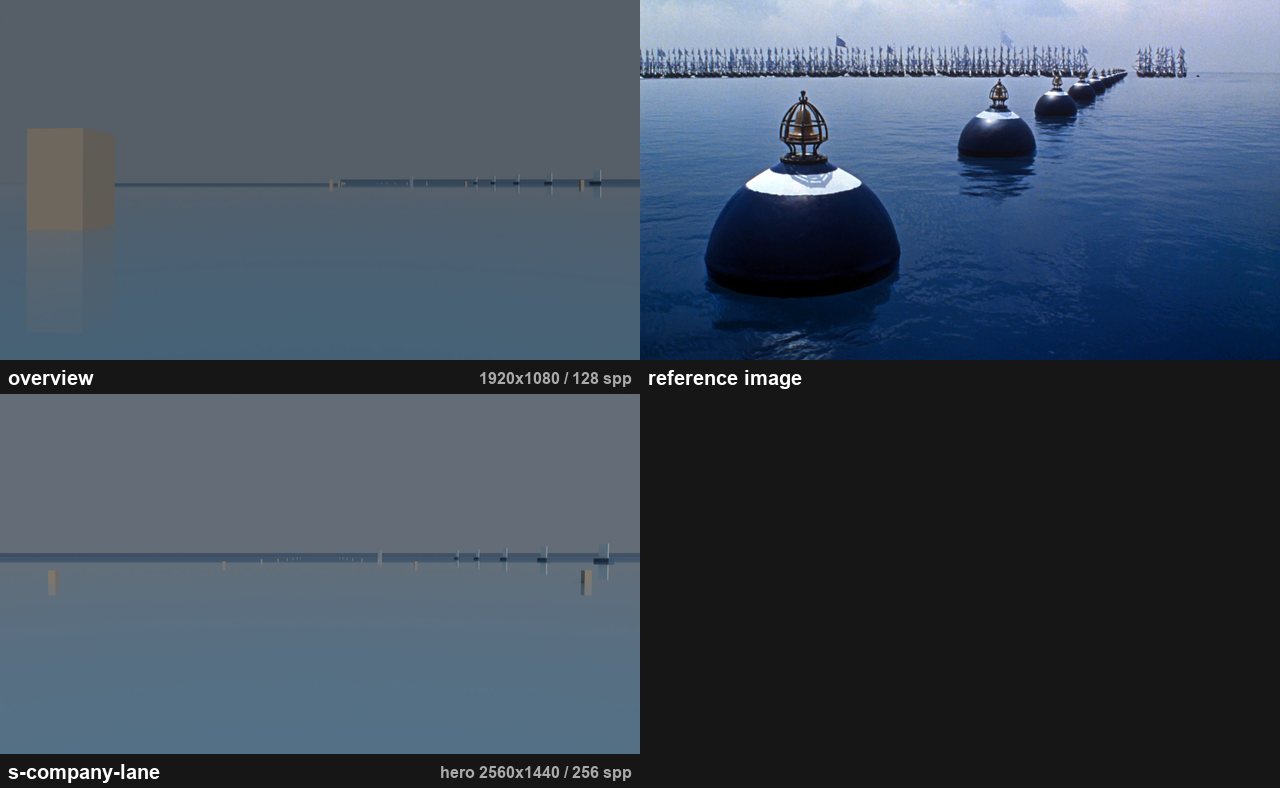 overview
1920x1080 / 128 spp
reference image
s-company-lane
hero 2560x1440 / 256 spp